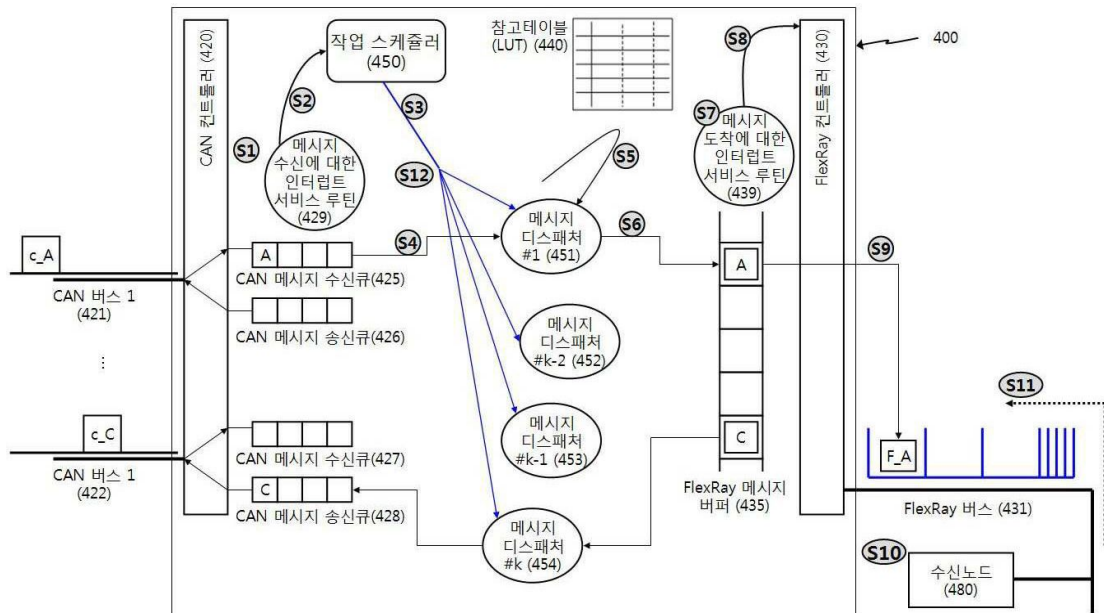 CAN 컨트롤러 (420)
작업 스케쥴러
(450)
참고테이블
(LUT) (440)
S8
FlexRay 컨트롤러 (430)
400
S2
S3
S1
메시지
수신에 대한
인터럽트
서비스 루틴
(429)
S12
S5
S7
메시지
도착에 대한
인터럽트
서비스 루틴
(439)
c_A
CAN 버스 1
(421)
A
CAN 메시지 수신큐(425)
S4
메시지
디스패처
#1 (451)
S6
A
S9
CAN 메시지 송신큐(426)
메시지
디스패처
#k-2 (452)
...
c_C
CAN 버스 1
(422)
CAN 메시지 수신큐(427)
메시지
디스패처
#k-1 (453)
C
S11
F_A
C
CAN 메시지 송신큐(428)
FlexRay 메시지
버퍼 (435)
FlexRay 버스 (431)
메시지
디스패처
#k (454)
S10
수신노드
(480)